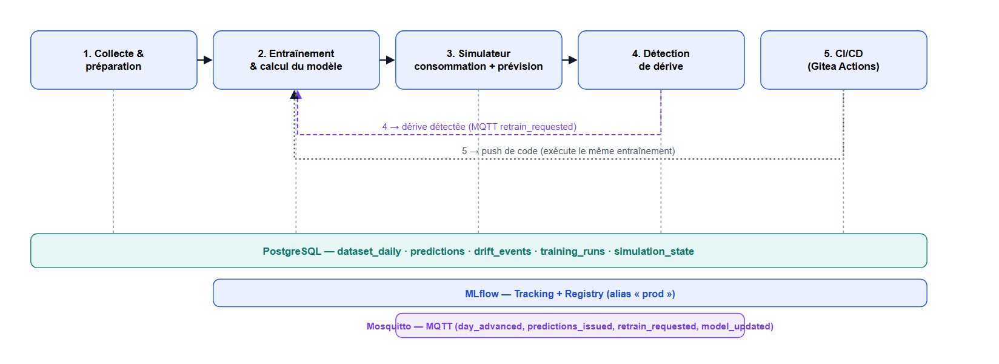 1. Collecte &
préparation
2. Entraînement
& calcul du modèle
3. Simulateur
consommation + prévision
4. Détection
de dérive
5. CI/CD
(Gitea Actions)
4 → dérive détectée (MQTT retrain_requested)
5 → push de code (exécute le même entraînement)
PostgreSQL — dataset_daily · predictions · drift_events · training_runs · simulation_state
MLflow — Tracking + Registry (alias « prod »)
Mosquitto — MQTT (day_advanced, predictions_issued, retrain_requested, model_updated)